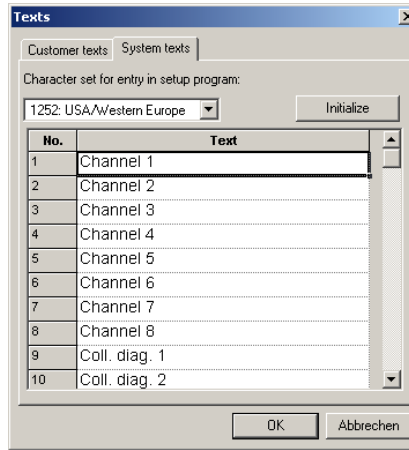 Texts
Customer texts System texts
Character set for entry in setup program:
1252: USA/Western Europe Initialize
No. Text
1 Channel 1
2 Channel 2
3 Channel 3
4 Channel 4
5 Channel 5
6 Channel 6
7 Channel 7
8 Channel 8
9 Coll. diag. 1
10 Coll. diag. 2
OK Abbrechen